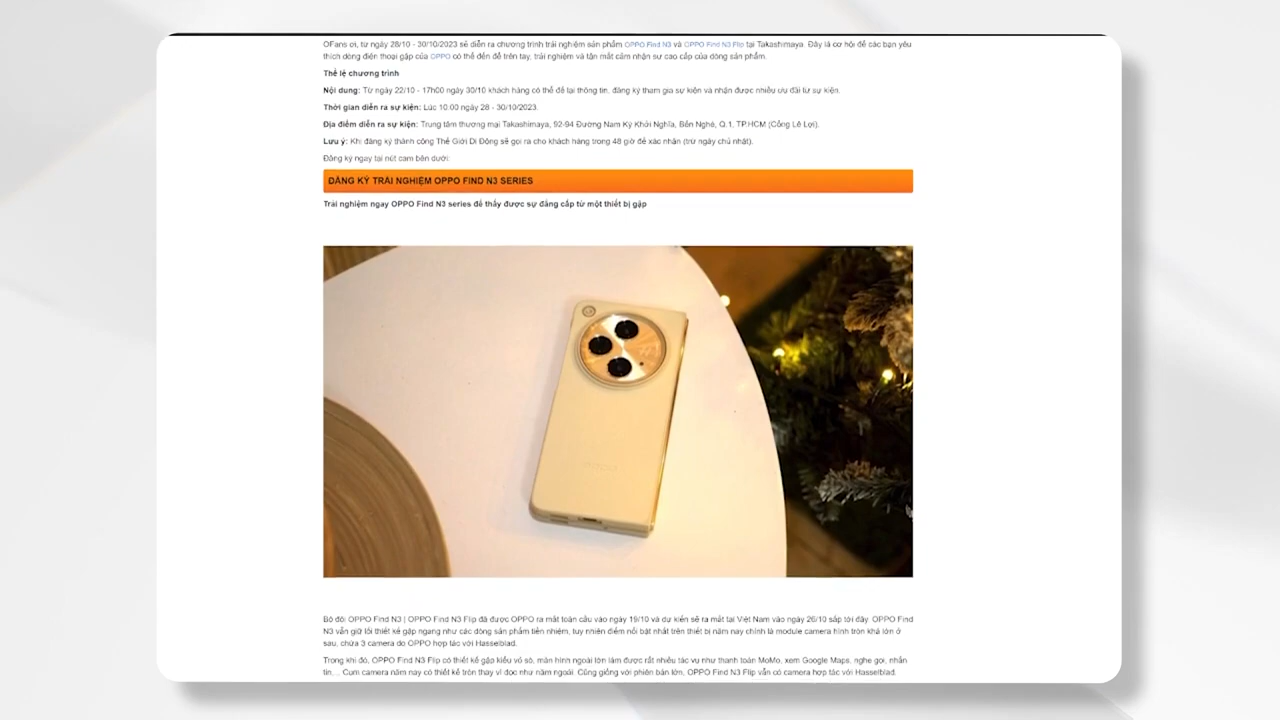 OFans ơi, từ ngày 28/10 - 30/10/2023 sẽ diễn ra chương trình trải nghiệm sản phẩm OPPO Find N3 và OPPO Find N3 Flip tại Takashimaya. Đây là cơ hội để các bạn yêu
thích dòng điện thoại gập của OPPO có thể đến để trên tay, trải nghiệm và tận mắt cảm nhận sự cao cấp của dòng sản phẩm.
Thể lệ chương trình
Nội dung: Từ ngày 22/10 - 17h00 ngày 30/10 khách hàng có thể để lại thông tin, đăng ký tham gia sự kiện và nhận được nhiều ưu đãi từ sự kiện.
Thời gian diễn ra sự kiện: Lúc 10:00 ngày 28 - 30/10/2023.
Địa điểm diễn ra sự kiện: Trung tâm thương mại Takashimaya, 92-94 Đường Nam Kỳ Khởi Nghĩa, Bến Nghé, Q.1, TP.HCM (Cổng Lê Lợi).
Lưu ý: Khi đăng ký thành công Thế Giới Di Động sẽ gọi ra cho khách hàng trong 48 giờ để xác nhận (trừ ngày chủ nhật).
Đăng ký ngay tại nút cam bên dưới:
ĐĂNG KÝ TRẢI NGHIỆM OPPO FIND N3 SERIES
Trải nghiệm ngay OPPO Find N3 series để thấy được sự đẳng cấp từ một thiết bị gập
Bộ đôi OPPO Find N3 | OPPO Find N3 Flip đã được OPPO ra mắt toàn cầu vào ngày 19/10 và dự kiến sẽ ra mắt tại Việt Nam vào ngày 26/10 sắp tới đây. OPPO Find
N3 vẫn giữ lối thiết kế gập ngang như các dòng sản phẩm tiền nhiệm, tuy nhiên điểm nổi bật nhất trên thiết bị năm nay chính là module camera hình tròn khá lớn ở
sau, chứa 3 camera do OPPO hợp tác với Hasselblad.
Trong khi đó, OPPO Find N3 Flip có thiết kế gập kiểu vỏ sò, màn hình ngoài lớn làm được rất nhiều tác vụ như thanh toán MoMo, xem Google Maps, nghe gọi, nhắn
tin,... Cụm camera năm nay có thiết kế tròn thay vì dọc như năm ngoái. Cũng giống với phiên bản lớn, OPPO Find N3 Flip vẫn có camera hợp tác với Hasselblad.